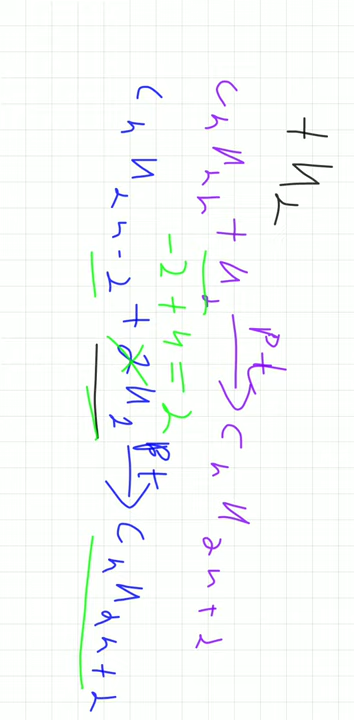 +H₂
CnH2n + H2 Pt→ CnH2n+2
-2+4=2
CnH2n-2 + 2H2 Pt→ CnH2n+2